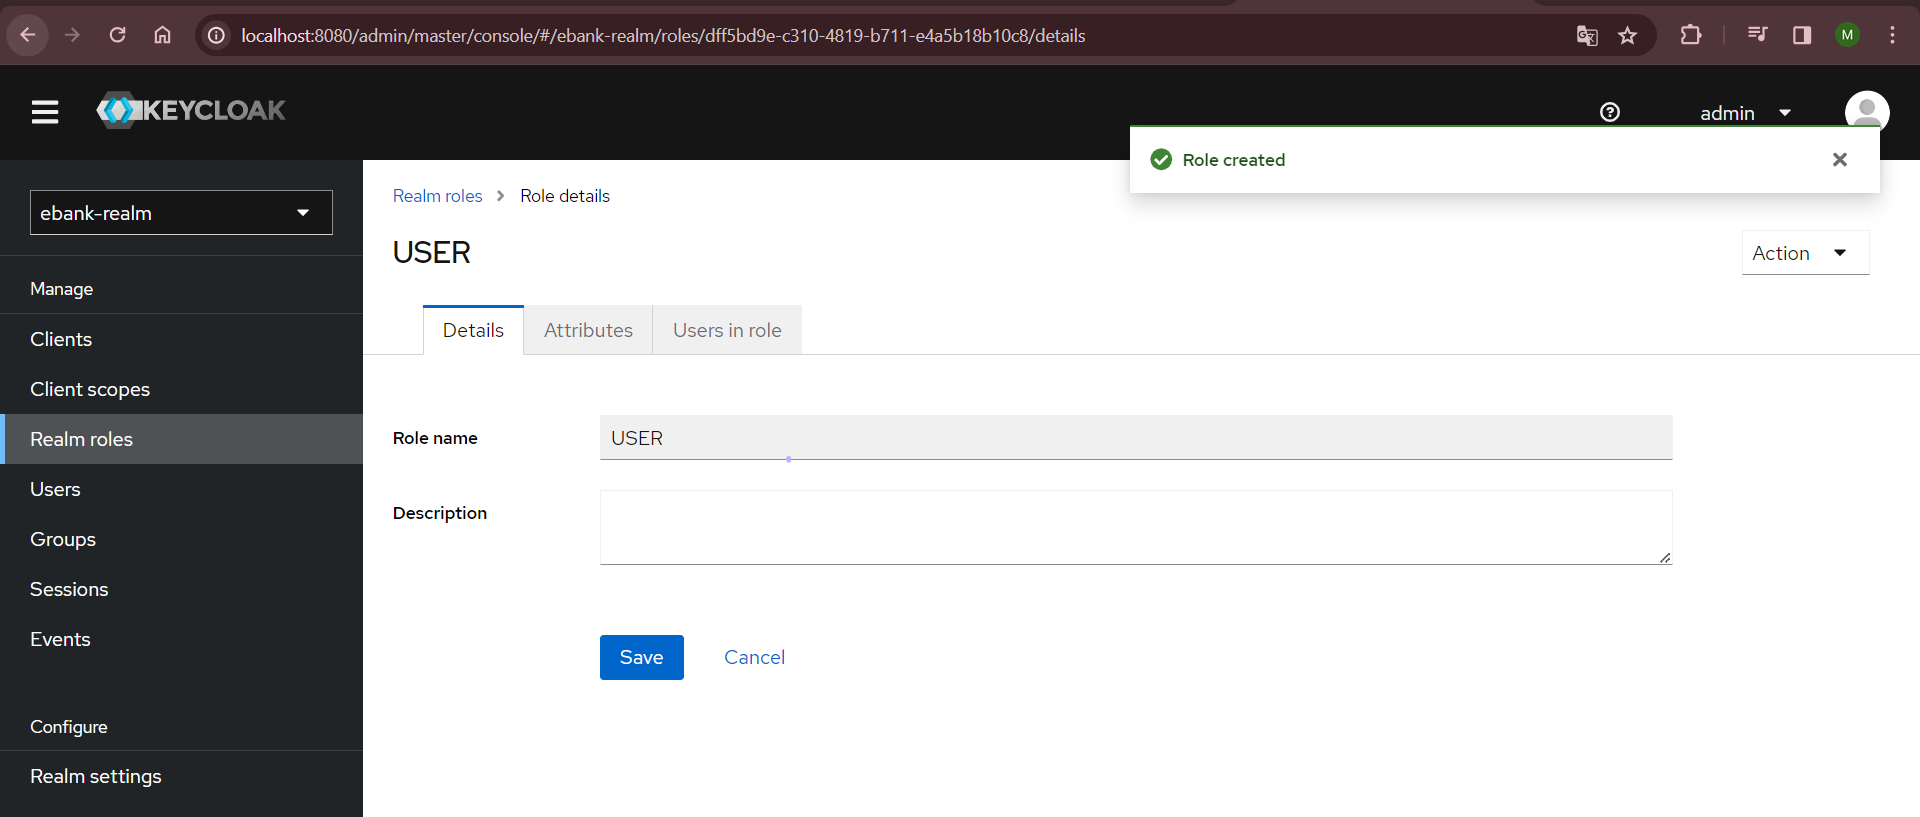 localhost:8080/admin/master/console/#/ebank-realm/roles/dff5bd9e-c310-4819-b711-e4a5b18b10c8/details
M
KEYCLOAK
admin
Role created
ebank-realm
Manage
Clients
Client scopes
Realm roles
Users
Groups
Sessions
Events
Configure
Realm settings
Realm roles > Role details
USER
Action
Details Attributes Users in role
Role name USER
Description
Save Cancel